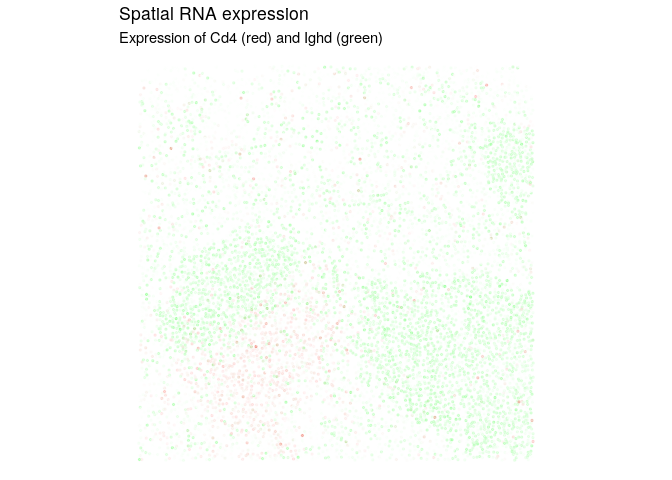 Spatial RNA expression
Expression of Cd4 (red) and Ighd (green)